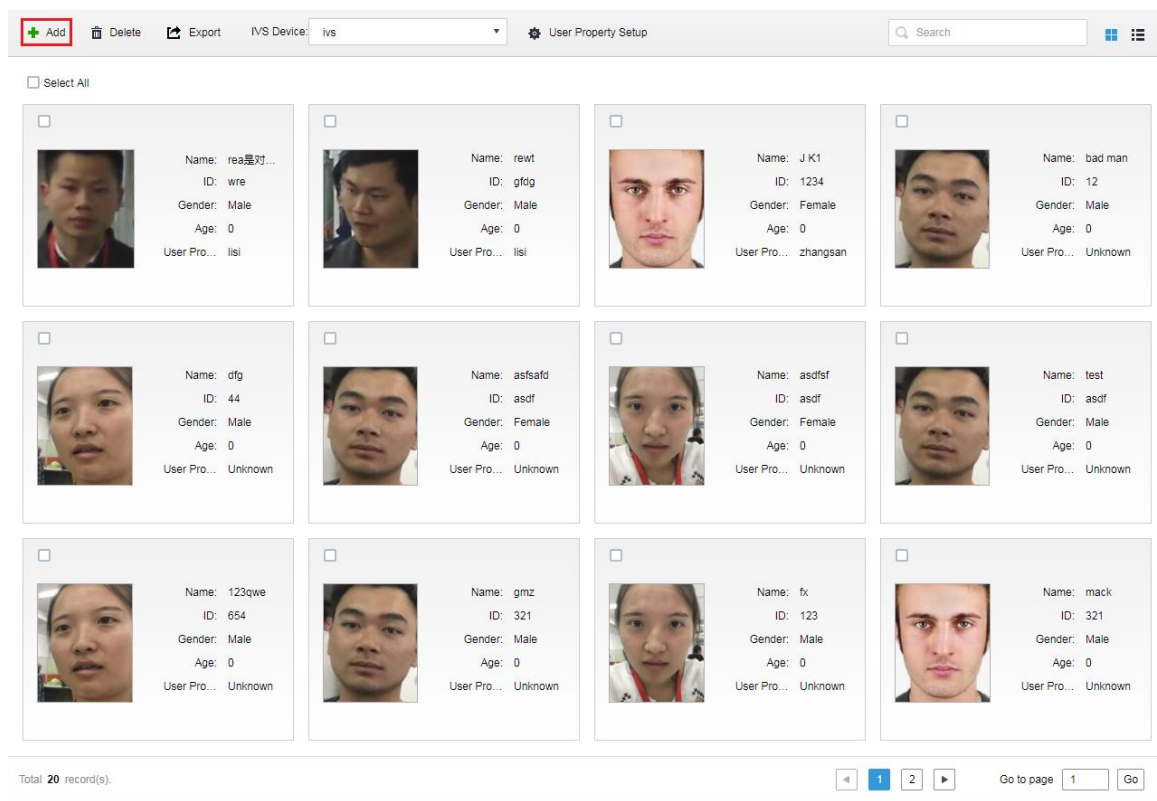 Add Delete Export IVS Device: ivs User Property Setup Search
Select All
Name: rea是对...
ID: wre
Gender: Male
Age: 0
User Pro... lisi
Name: rewt
ID: gfdg
Gender: Male
Age: 0
User Pro... lisi
Name: J K1
ID: 1234
Gender: Female
Age: 0
User Pro... zhangsan
Name: bad man
ID: 12
Gender: Male
Age: 0
User Pro... Unknown
Name: dfg
ID: 44
Gender: Male
Age: 0
User Pro... Unknown
Name: asfsafd
ID: asdf
Gender: Female
Age: 0
User Pro... Unknown
Name: asdfsf
ID: asdf
Gender: Female
Age: 0
User Pro... Unknown
Name: test
ID: asdf
Gender: Male
Age: 0
User Pro... Unknown
Name: 123qwe
ID: 654
Gender: Male
Age: 0
User Pro... Unknown
Name: gmz
ID: 321
Gender: Male
Age: 0
User Pro... Unknown
Name: fx
ID: 123
Gender: Male
Age: 0
User Pro... Unknown
Name: mack
ID: 321
Gender: Male
Age: 0
User Pro... Unknown
Total 20 record(s). 1 2 Go to page 1 Go